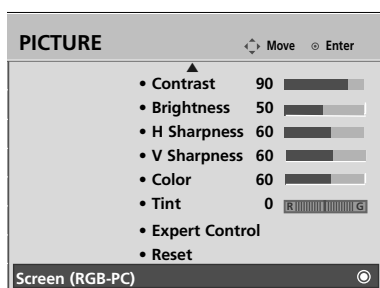 PICTURE Move Enter
• Contrast 90
• Brightness 50
• H Sharpness 60
• V Sharpness 60
• Color 60
• Tint 0 R G
• Expert Control
• Reset
Screen (RGB-PC)